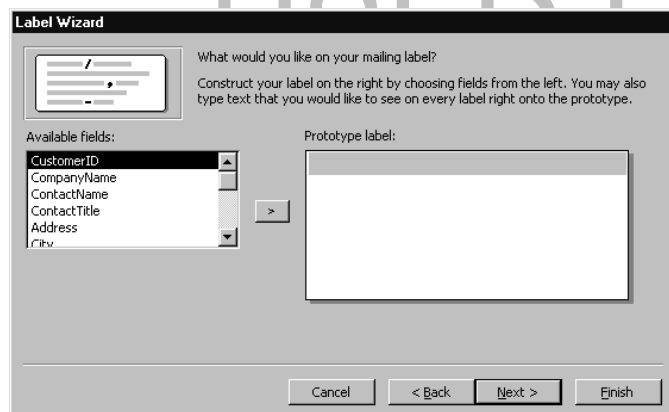 Label Wizard
What would you like on your mailing label?
Construct your label on the right by choosing fields from the left. You may also
type text that you would like to see on every label right onto the prototype.
Available fields:
Prototype label:
CustomerID
CompanyName
ContactName
ContactTitle
Address
City
>
Cancel
< Back
Next >
Finish